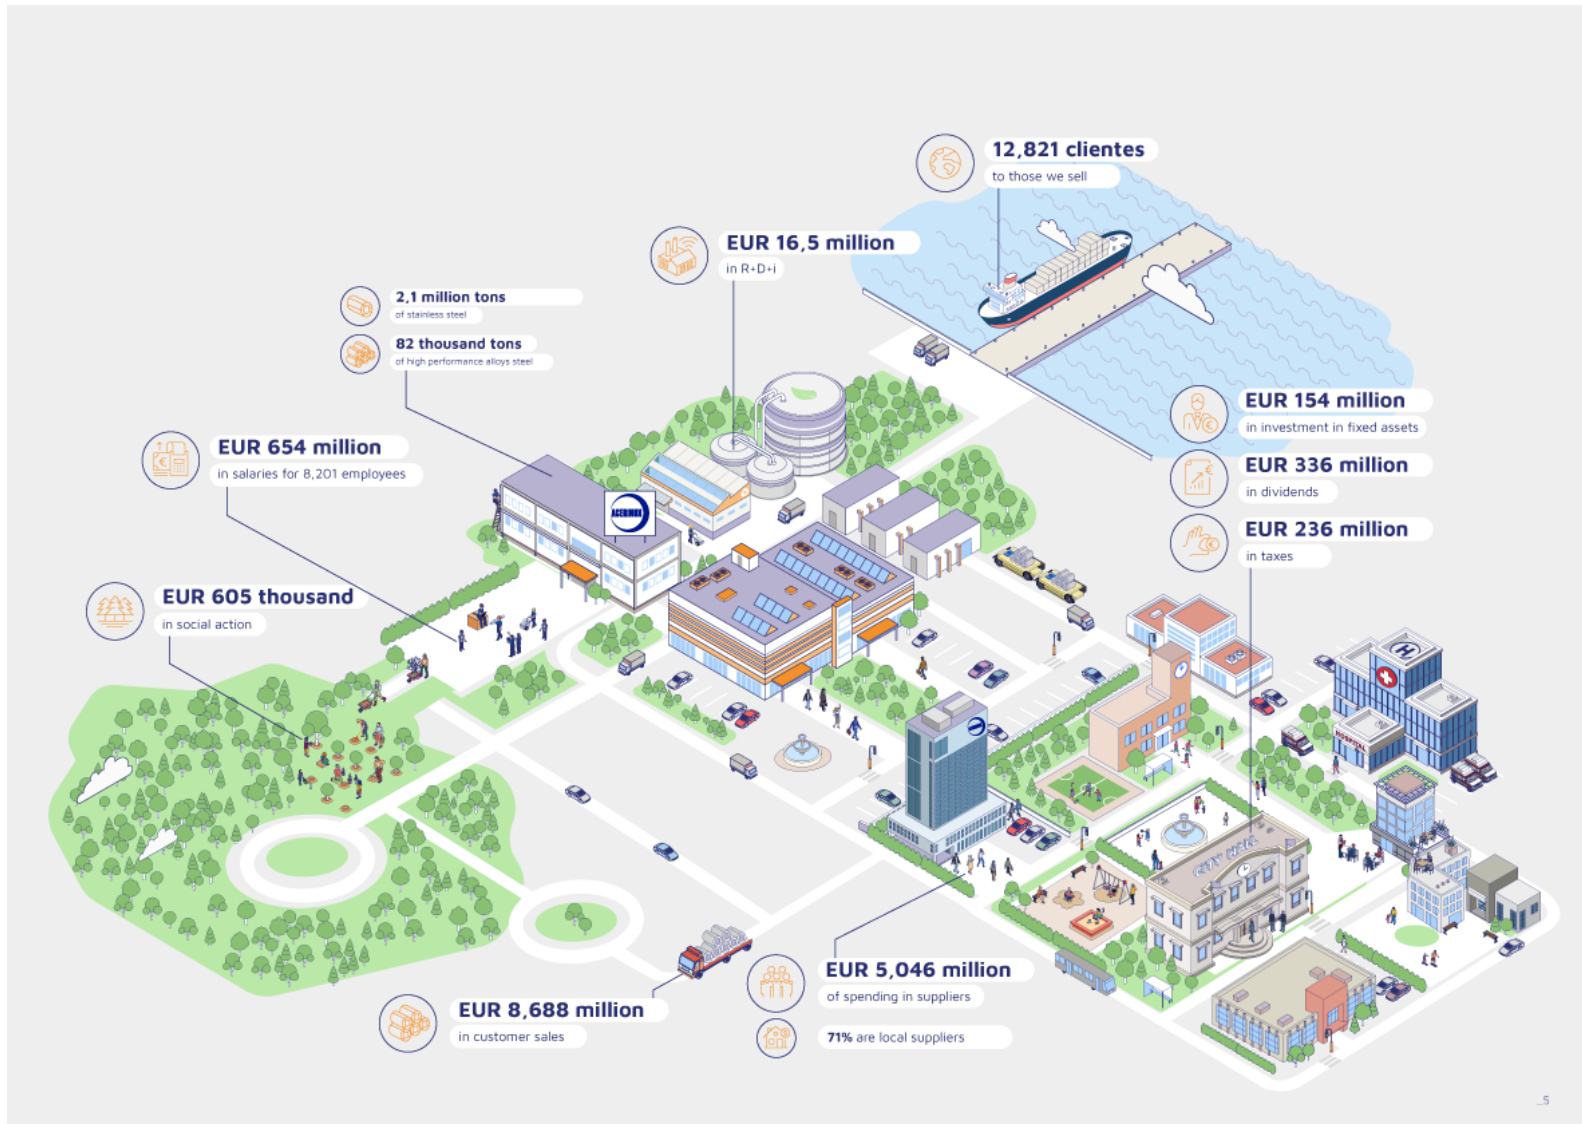 12,821 clientes
to those we sell
EUR 16,5 million
in R+D+i
2,1 million tons
of stainless steel
82 thousand tons
of high performance alloys steel
EUR 154 million
in investment in fixed assets
EUR 336 million
in dividends
EUR 236 million
in taxes
EUR 654 million
in salaries for 8,201 employees
ACERINOX
EUR 605 thousand
in social action
H
HOSPITAL
CITY HALL
EUR 5,046 million
of spending in suppliers
71% are local suppliers
EUR 8,688 million
in customer sales
_5